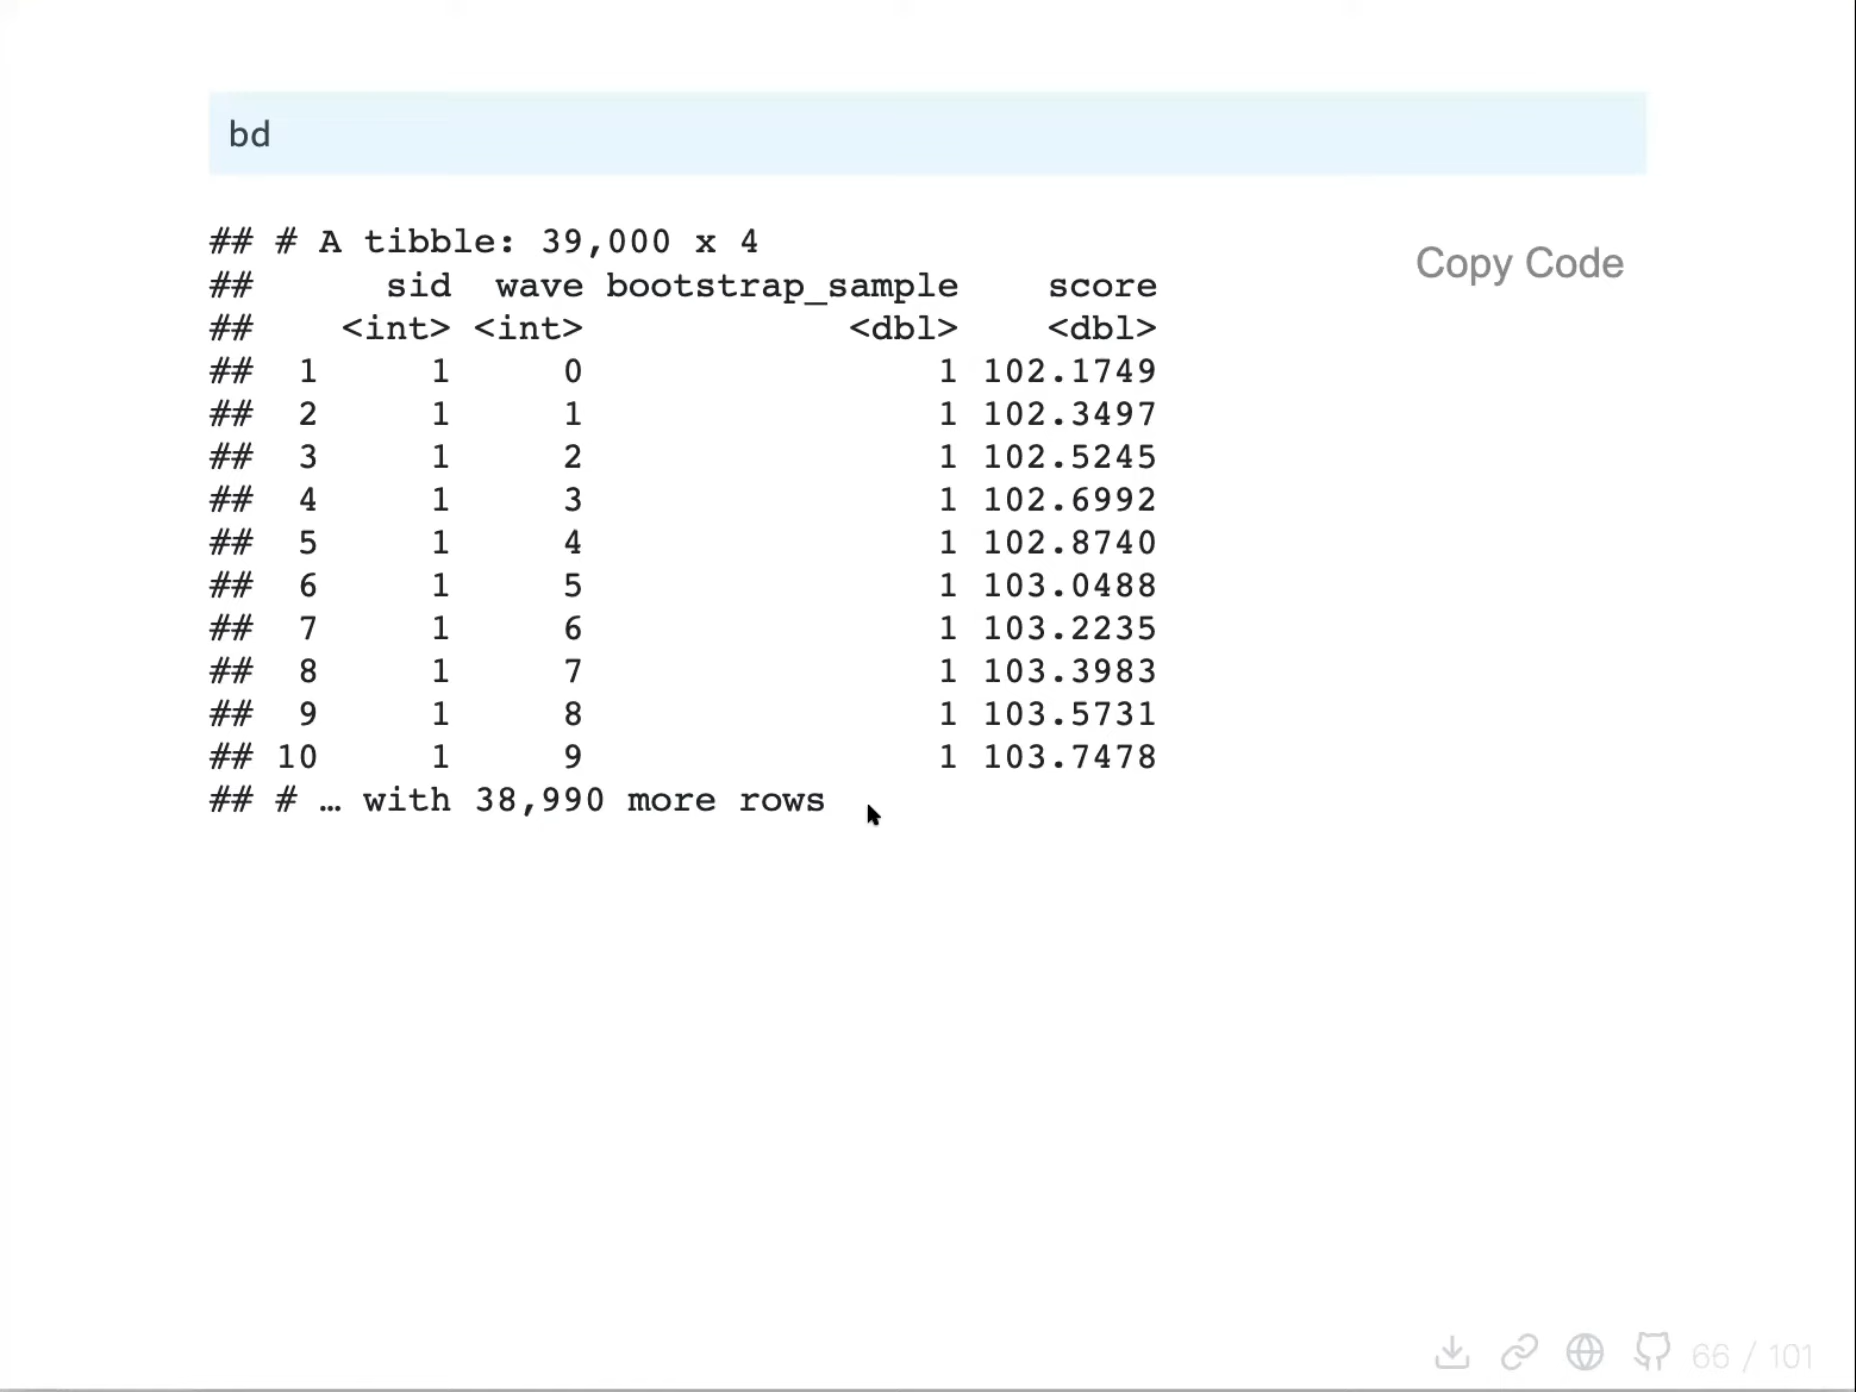 bd
## # A tibble: 39,000 x 4
Copy Code
##      sid  wave bootstrap_sample    score
##    <int> <int>            <dbl>    <dbl>
##  1     1     0                1 102.1749
##  2     1     1                1 102.3497
##  3     1     2                1 102.5245
##  4     1     3                1 102.6992
##  5     1     4                1 102.8740
##  6     1     5                1 103.0488
##  7     1     6                1 103.2235
##  8     1     7                1 103.3983
##  9     1     8                1 103.5731
## 10     1     9                1 103.7478
## # … with 38,990 more rows
66 / 101